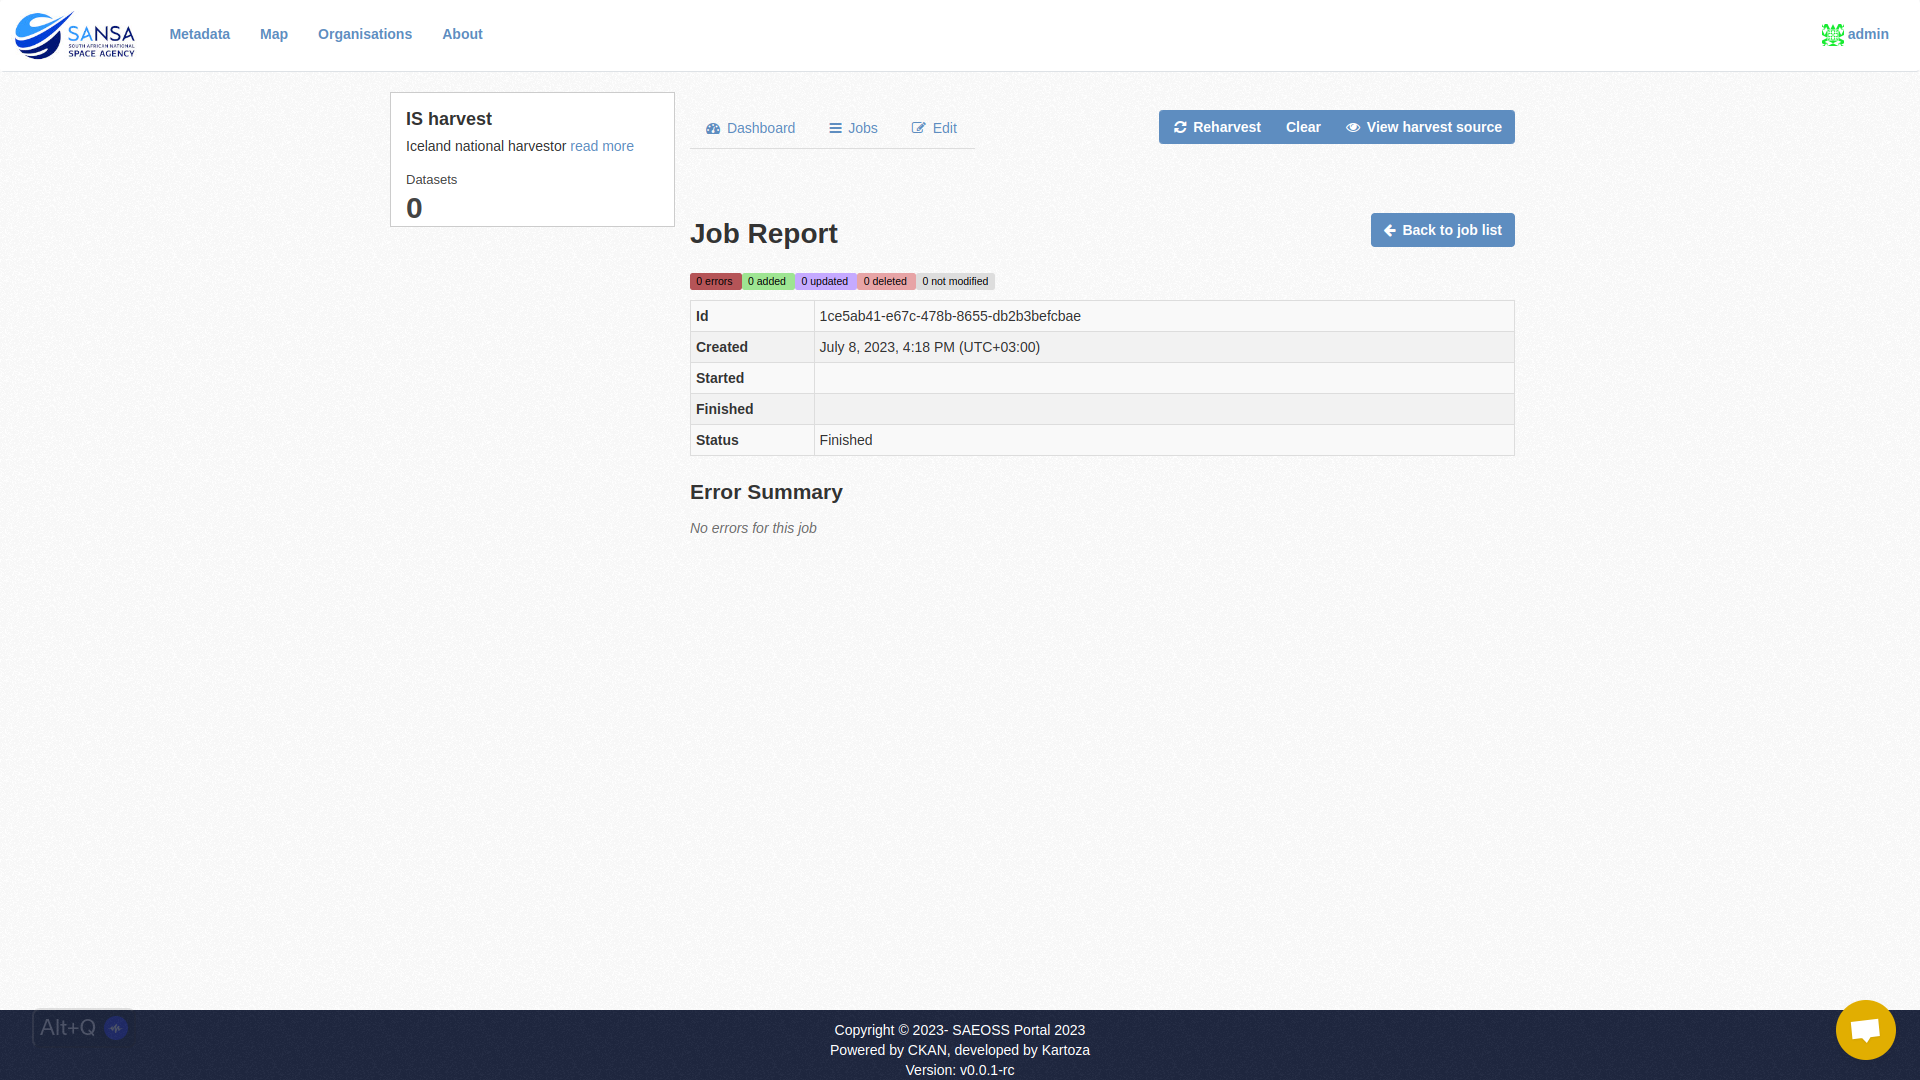 SANSA
SOUTH AFRICAN NATIONAL
SPACE AGENCY
Metadata
Map
Organisations
About
admin
IS harvest
Iceland national harvestor read more
Datasets
0
Dashboard
Jobs
Edit
Reharvest
Clear
View harvest source
Job Report
Back to job list
0 errors
0 added
0 updated
0 deleted
0 not modified
Id
1ce5ab41-e67c-478b-8655-db2b3befcbae
Created
July 8, 2023, 4:18 PM (UTC+03:00)
Started
Finished
Status
Finished
Error Summary
No errors for this job
Alt+Q
Copyright © 2023- SAEOSS Portal 2023
Powered by CKAN, developed by Kartoza
Version: v0.0.1-rc